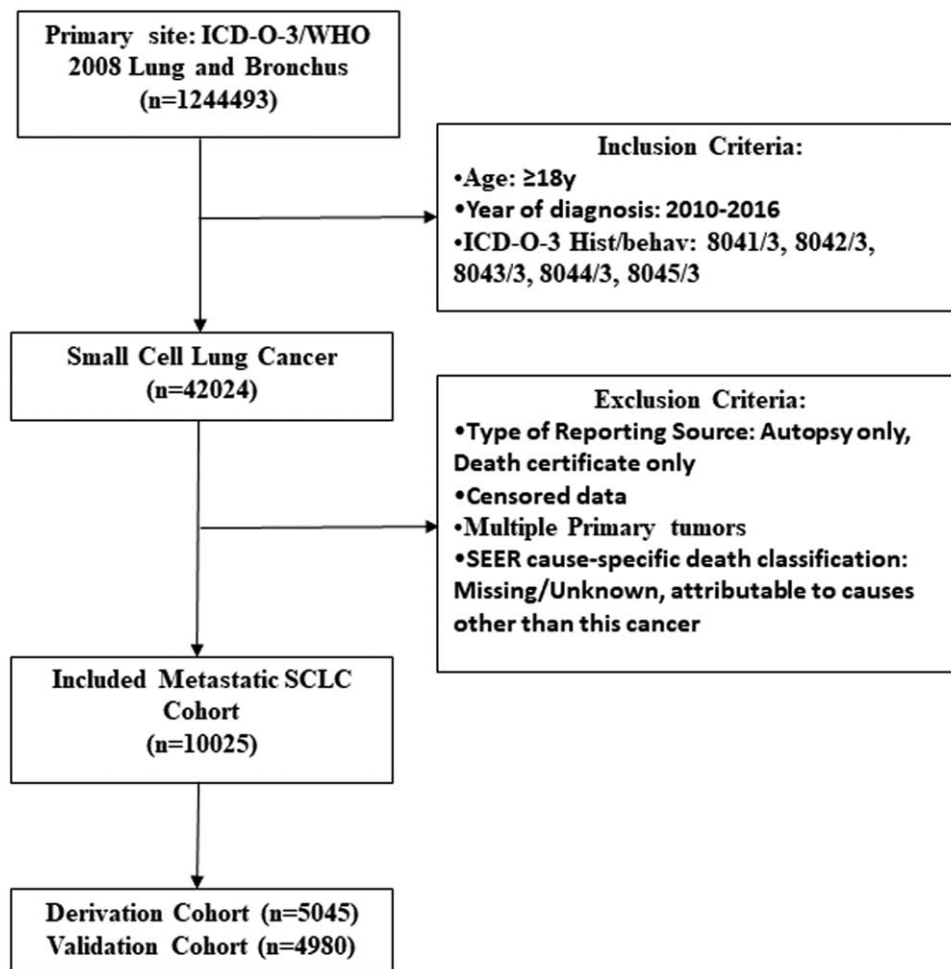 Primary site: ICD-O-3/WHO
2008 Lung and Bronchus
(n=1244493)
Inclusion Criteria:
•Age: ≥18y
•Year of diagnosis: 2010-2016
•ICD-O-3 Hist/behav: 8041/3, 8042/3,
8043/3, 8044/3, 8045/3
Small Cell Lung Cancer
(n=42024)
Exclusion Criteria:
•Type of Reporting Source: Autopsy only,
Death certificate only
•Censored data
•Multiple Primary tumors
•SEER cause-specific death classification:
Missing/Unknown, attributable to causes
other than this cancer
Included Metastatic SCLC
Cohort
(n=10025)
Derivation Cohort (n=5045)
Validation Cohort (n=4980)